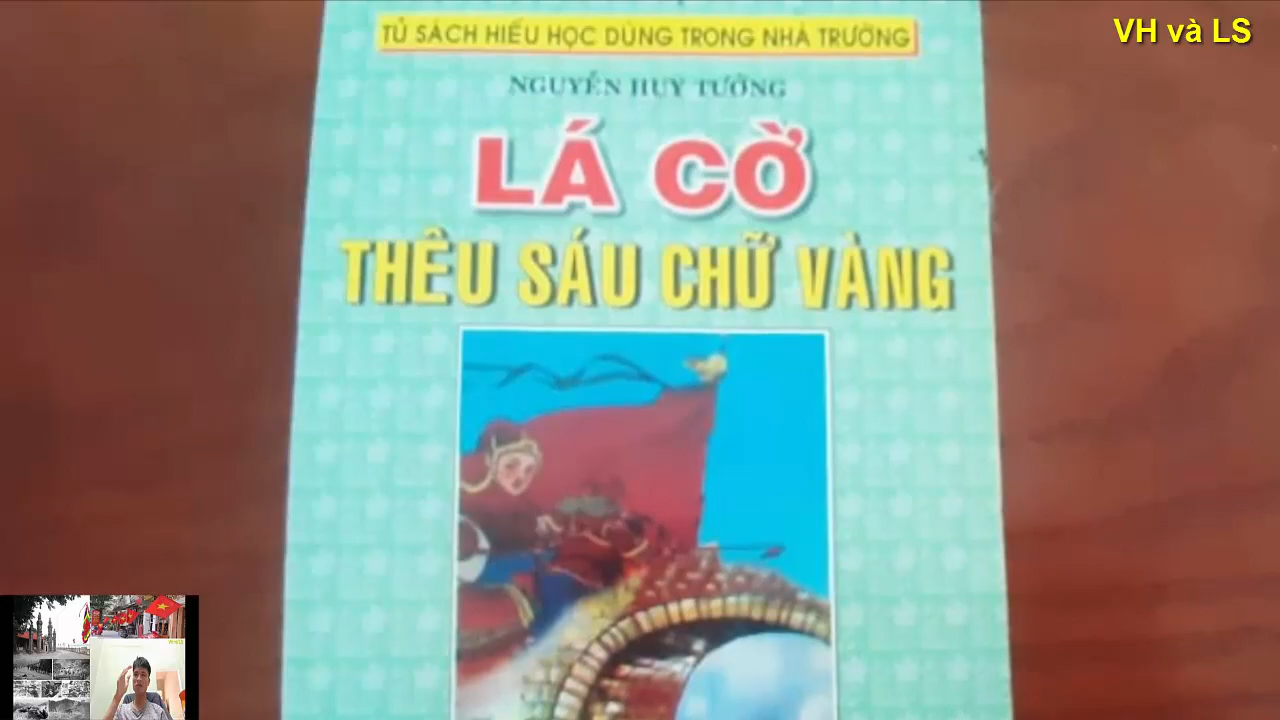 TỦ SÁCH HIẾU HỌC DÙNG TRONG NHÀ TRƯỜNG
VH và LS
NGUYỄN HUY TƯỞNG
LÁ CỜ
THÊU SÁU CHỮ VÀNG